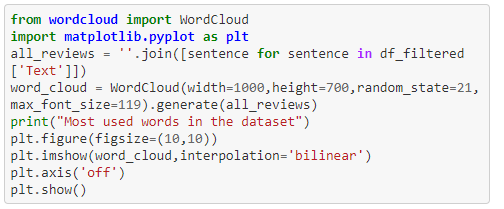 from wordcloud import WordCloud
import matplotlib.pyplot as plt
all_reviews = ''.join([sentence for sentence in df_filtered
['Text']])
word_cloud = WordCloud(width=1000,height=700,random_state=21,
max_font_size=119).generate(all_reviews)
print("Most used words in the dataset")
plt.figure(figsize=(10,10))
plt.imshow(word_cloud,interpolation='bilinear')
plt.axis('off')
plt.show()